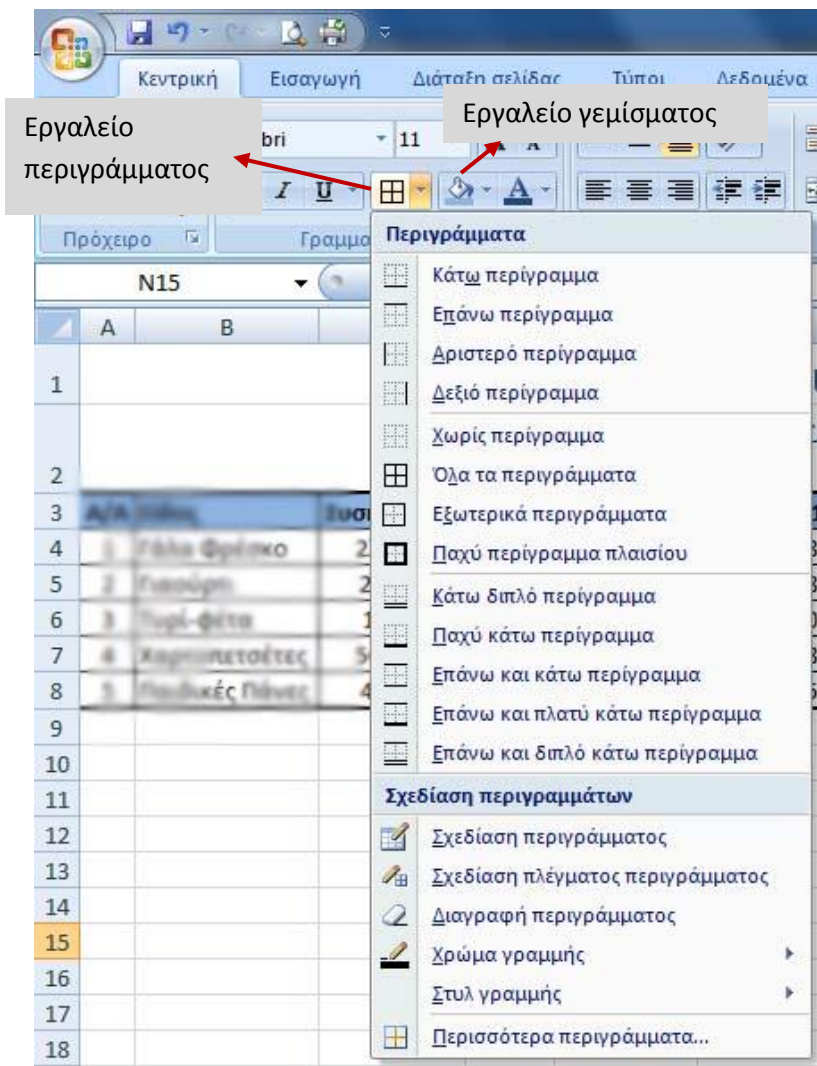 Κεντρική Εισαγωγή Διάταξη σελίδας Τύποι Δεδομένα
Εργαλείο
περιγράμματος
Εργαλείο γεμίσματος
bri 11
I U A
Πρόχειρο
N15
A B
1
2
3
4
5
6
7
8
9
10
11
12
13
14
15
16
17
18
Περιγράμματα
Κάτω περίγραμμα
Επάνω περίγραμμα
Αριστερό περίγραμμα
Δεξιό περίγραμμα
Χωρίς περίγραμμα
Όλα τα περιγράμματα
Εξωτερικά περιγράμματα
Παχύ περίγραμμα πλαισίου
Κάτω διπλό περίγραμμα
Παχύ κάτω περίγραμμα
Επάνω και κάτω περίγραμμα
Επάνω και πλατύ κάτω περίγραμμα
Επάνω και διπλό κάτω περίγραμμα
Σχεδίαση περιγραμμάτων
Σχεδίαση περιγράμματος
Σχεδίαση πλέγματος περιγράμματος
Διαγραφή περιγράμματος
Χρώμα γραμμής
Στυλ γραμμής
Περισσότερα περιγράμματα...